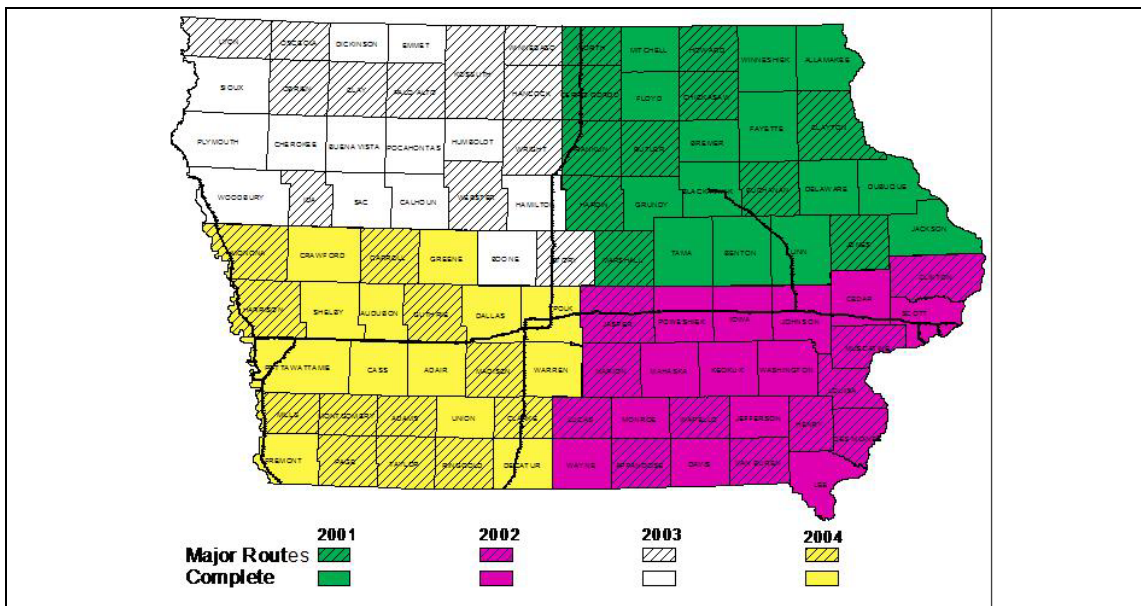 LYON OSCEOLA DICKINSON EMMET WINNEBAGO WORTH MITCHELL HOWARD WINNESHIEK ALLAMAKEE
KOSSUTH
SIOUX OBRIEN CLAY PALO ALTO HANCOCK CERRO GORDO FLOYD CHICKASAW
PLYMOUTH CHEROKEE BUENA VISTA POCAHONTAS HUMBOLDT WRIGHT FRANKLIN BUTLER BREMER FAYETTE CLAYTON
WOODBURY IDA SAC CALHOUN WEBSTER HAMILTON HARDIN GRUNDY BLACK HAWK BUCHANAN DELAWARE DUBUQUE
MONONA CRAWFORD CARROLL GREENE BOONE STORY MARSHALL TAMA BENTON LINN JONES JACKSON
HARRISON SHELBY AUDUBON GUTHRIE DALLAS POLK JASPER POWESHIEK IOWA JOHNSON CEDAR CLINTON
SCOTT
MUSCATINE
POTTAWATTAMIE CASS ADAIR MADISON WARREN MARION MAHASKA KEOKUK WASHINGTON LOUISA
MILLS MONTGOMERY ADAMS UNION CLARKE LUCAS MONROE WAPELLO JEFFERSON HENRY DES MOINES
FREMONT PAGE TAYLOR RINGGOLD DECATUR WAYNE APPANOOSE DAVIS VAN BUREN LEE
2001 2002 2003 2004
Major Routes
Complete